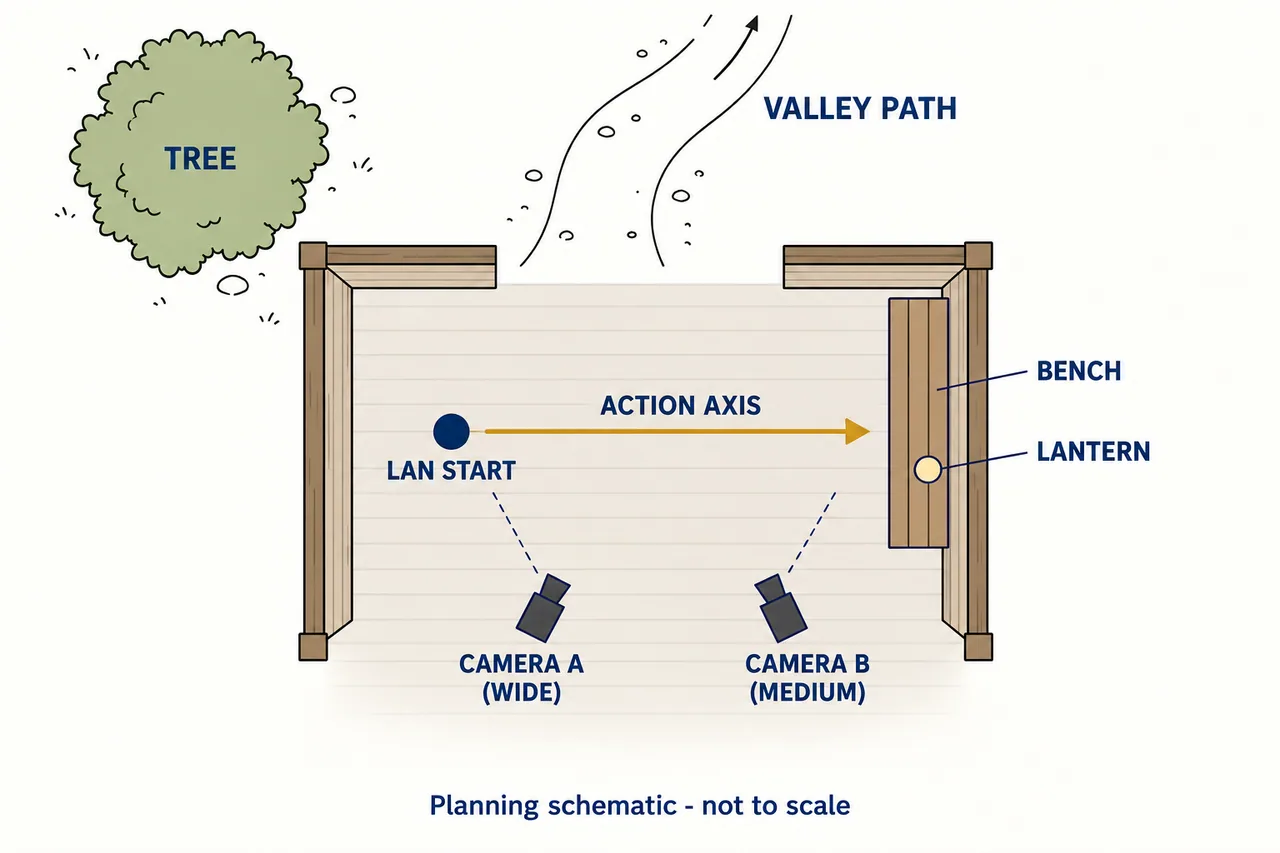 VALLEY PATH
TREE
BENCH
ACTION AXIS
LANTERN
LAN START
CAMERA A
(WIDE)
CAMERA B
(MEDIUM)
Planning schematic - not to scale